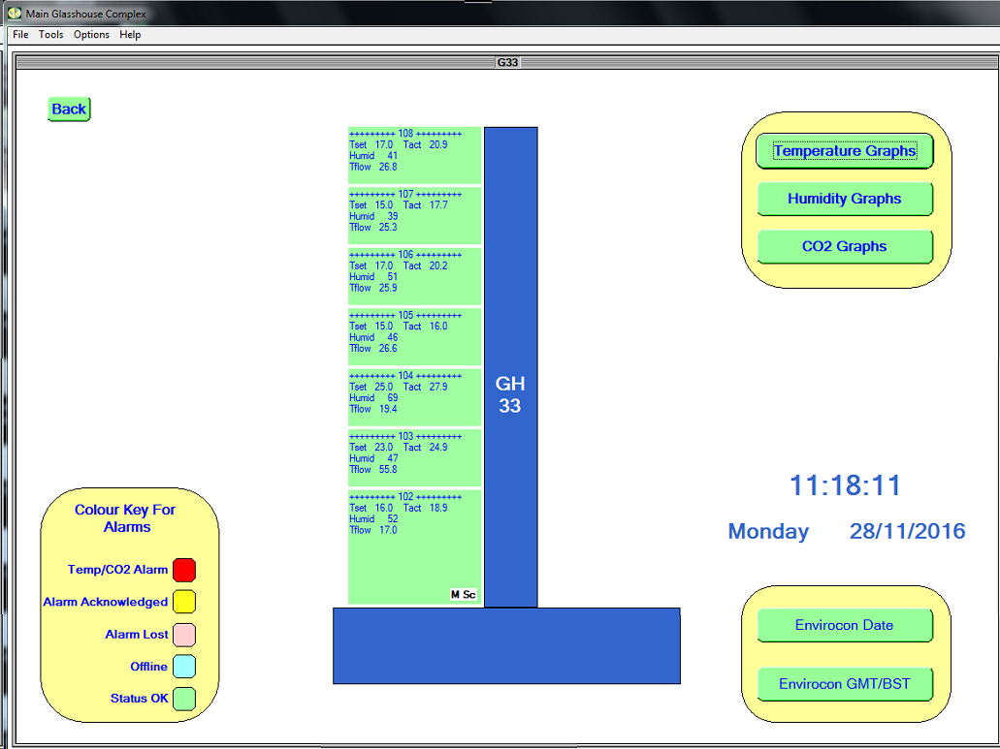 Main Glasshouse Complex
File Tools Options Help
G33
Back
+++++++++ 108 +++++++++
Tset 17.0 Tact 20.9
Humid 41
Tflow 26.8
+++++++++ 107 +++++++++
Tset 15.0 Tact 17.7
Humid 39
Tflow 25.3
+++++++++ 106 +++++++++
Tset 17.0 Tact 20.2
Humid 51
Tflow 25.9
+++++++++ 105 +++++++++
Tset 15.0 Tact 16.0
Humid 46
Tflow 26.6
+++++++++ 104 +++++++++
Tset 25.0 Tact 27.9
Humid 69
Tflow 19.4
+++++++++ 103 +++++++++
Tset 23.0 Tact 24.9
Humid 47
Tflow 55.8
+++++++++ 102 +++++++++
Tset 16.0 Tact 18.9
Humid 52
Tflow 17.0
M Sc
GH
33
Temperature Graphs
Humidity Graphs
CO2 Graphs
11:18:11
Monday 28/11/2016
Colour Key For
Alarms
Temp/CO2 Alarm
Alarm Acknowledged
Alarm Lost
Offline
Status OK
Envirocon Date
Envirocon GMT/BST